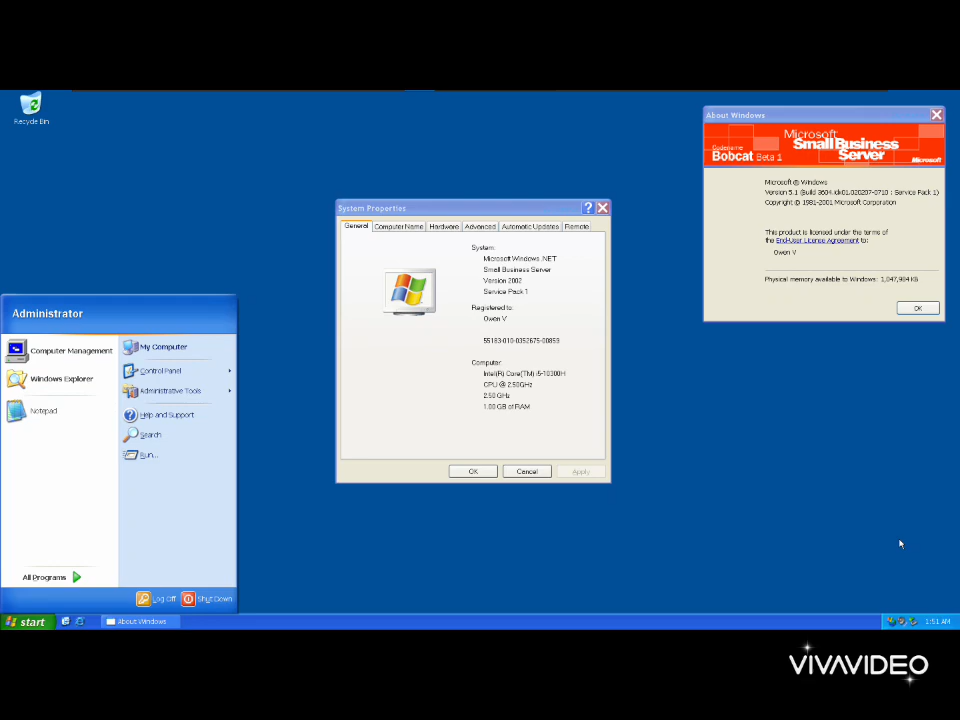 Recycle Bin
About Windows
Codename
Bobcat Beta 1
Microsoft
Small Business
Server
Microsoft
Microsoft ® Windows
Version 5.1 (Build 3604.idx01.020207-0710 : Service Pack 1)
Copyright © 1981-2001 Microsoft Corporation
This product is licensed under the terms of
the End-User License Agreement to:
Owen V
Physical memory available to Windows: 1,047,984 KB
OK
System Properties
General
Computer Name
Hardware
Advanced
Automatic Updates
Remote
System:
Microsoft Windows .NET
Small Business Server
Version 2002
Service Pack 1
Registered to:
Owen V
55183-010-0352675-00853
Computer:
Intel(R) Core(TM) i5-10300H
CPU @ 2.50GHz
2.50 GHz
1.00 GB of RAM
OK
Cancel
Apply
Administrator
Computer Management
Windows Explorer
Notepad
My Computer
Control Panel
Administrative Tools
Help and Support
Search
Run...
All Programs
Log Off
Shut Down
start
About Windows
1:51 AM
VIVAVIDEO